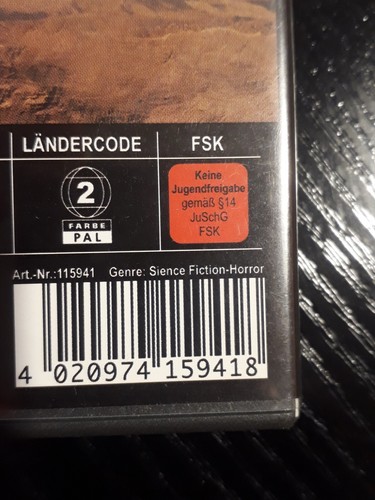 LÄNDERCODE
FSK
2
FARBE
PAL
Keine
Jugendfreigabe
gemäß §14
JuSchG
FSK
Art.-Nr.:115941 Genre: Sience Fiction-Horror
4 020974 159418